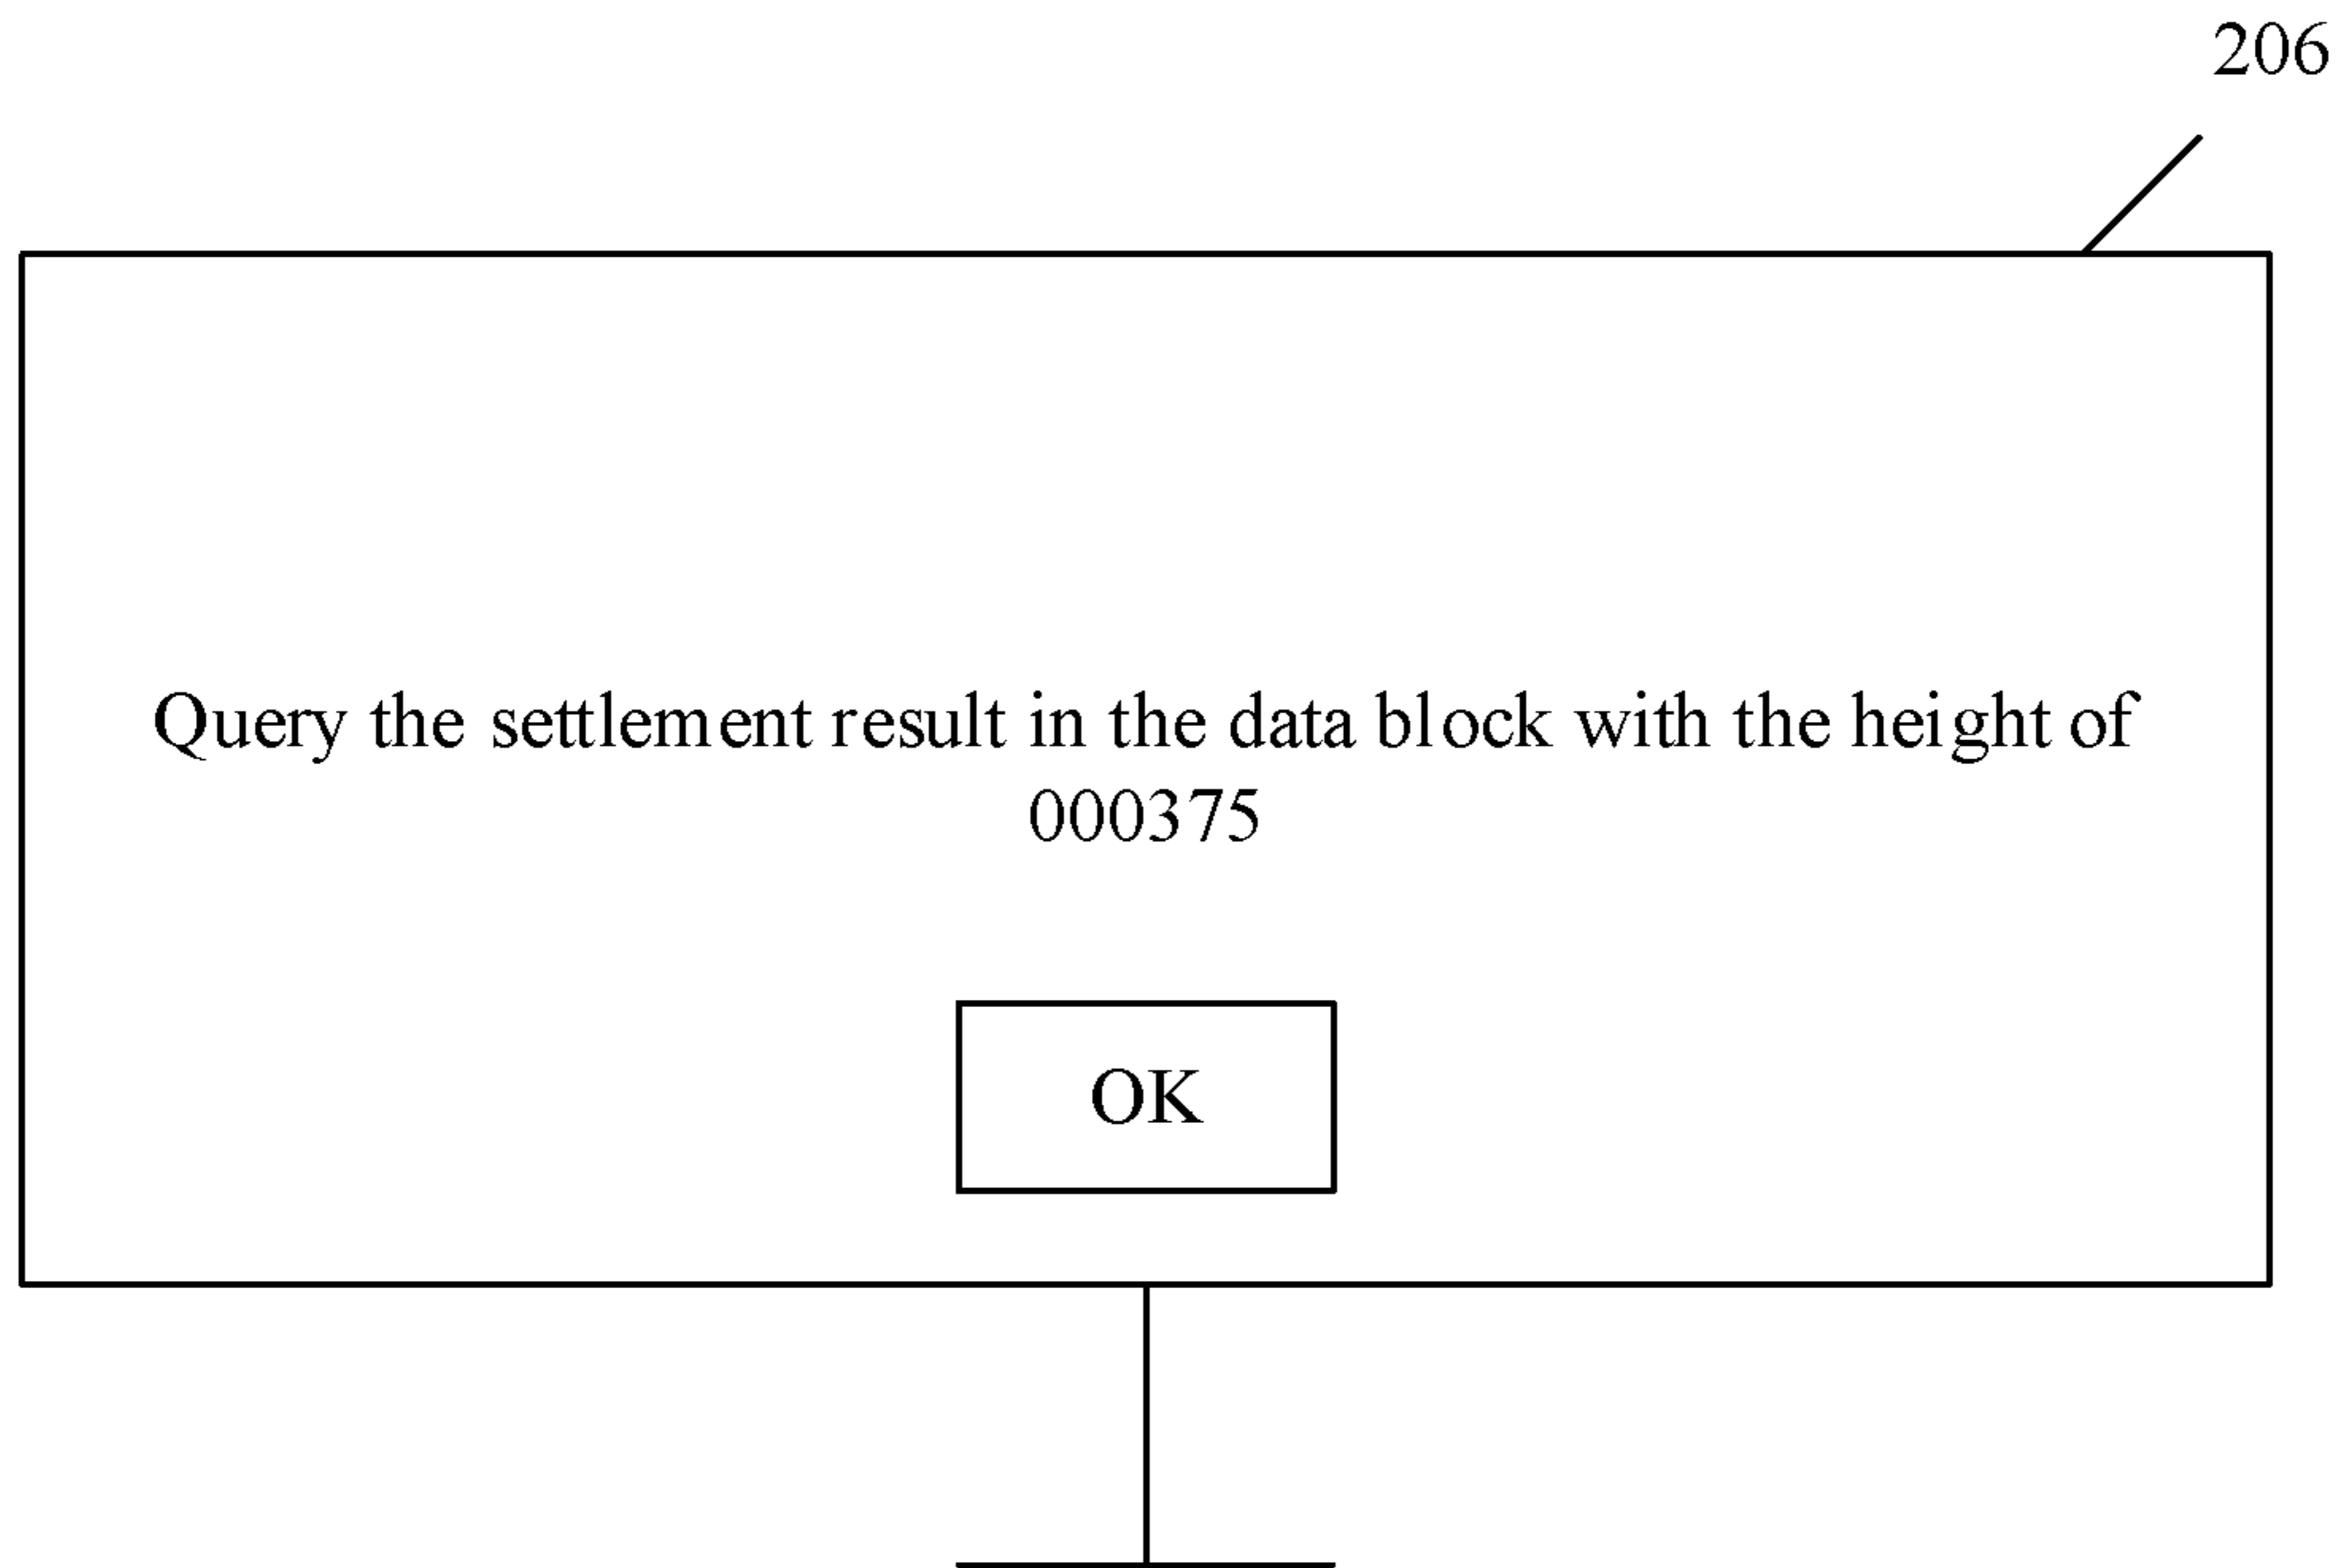 206
Query the settlement result in the data block with the height of
000375
OK